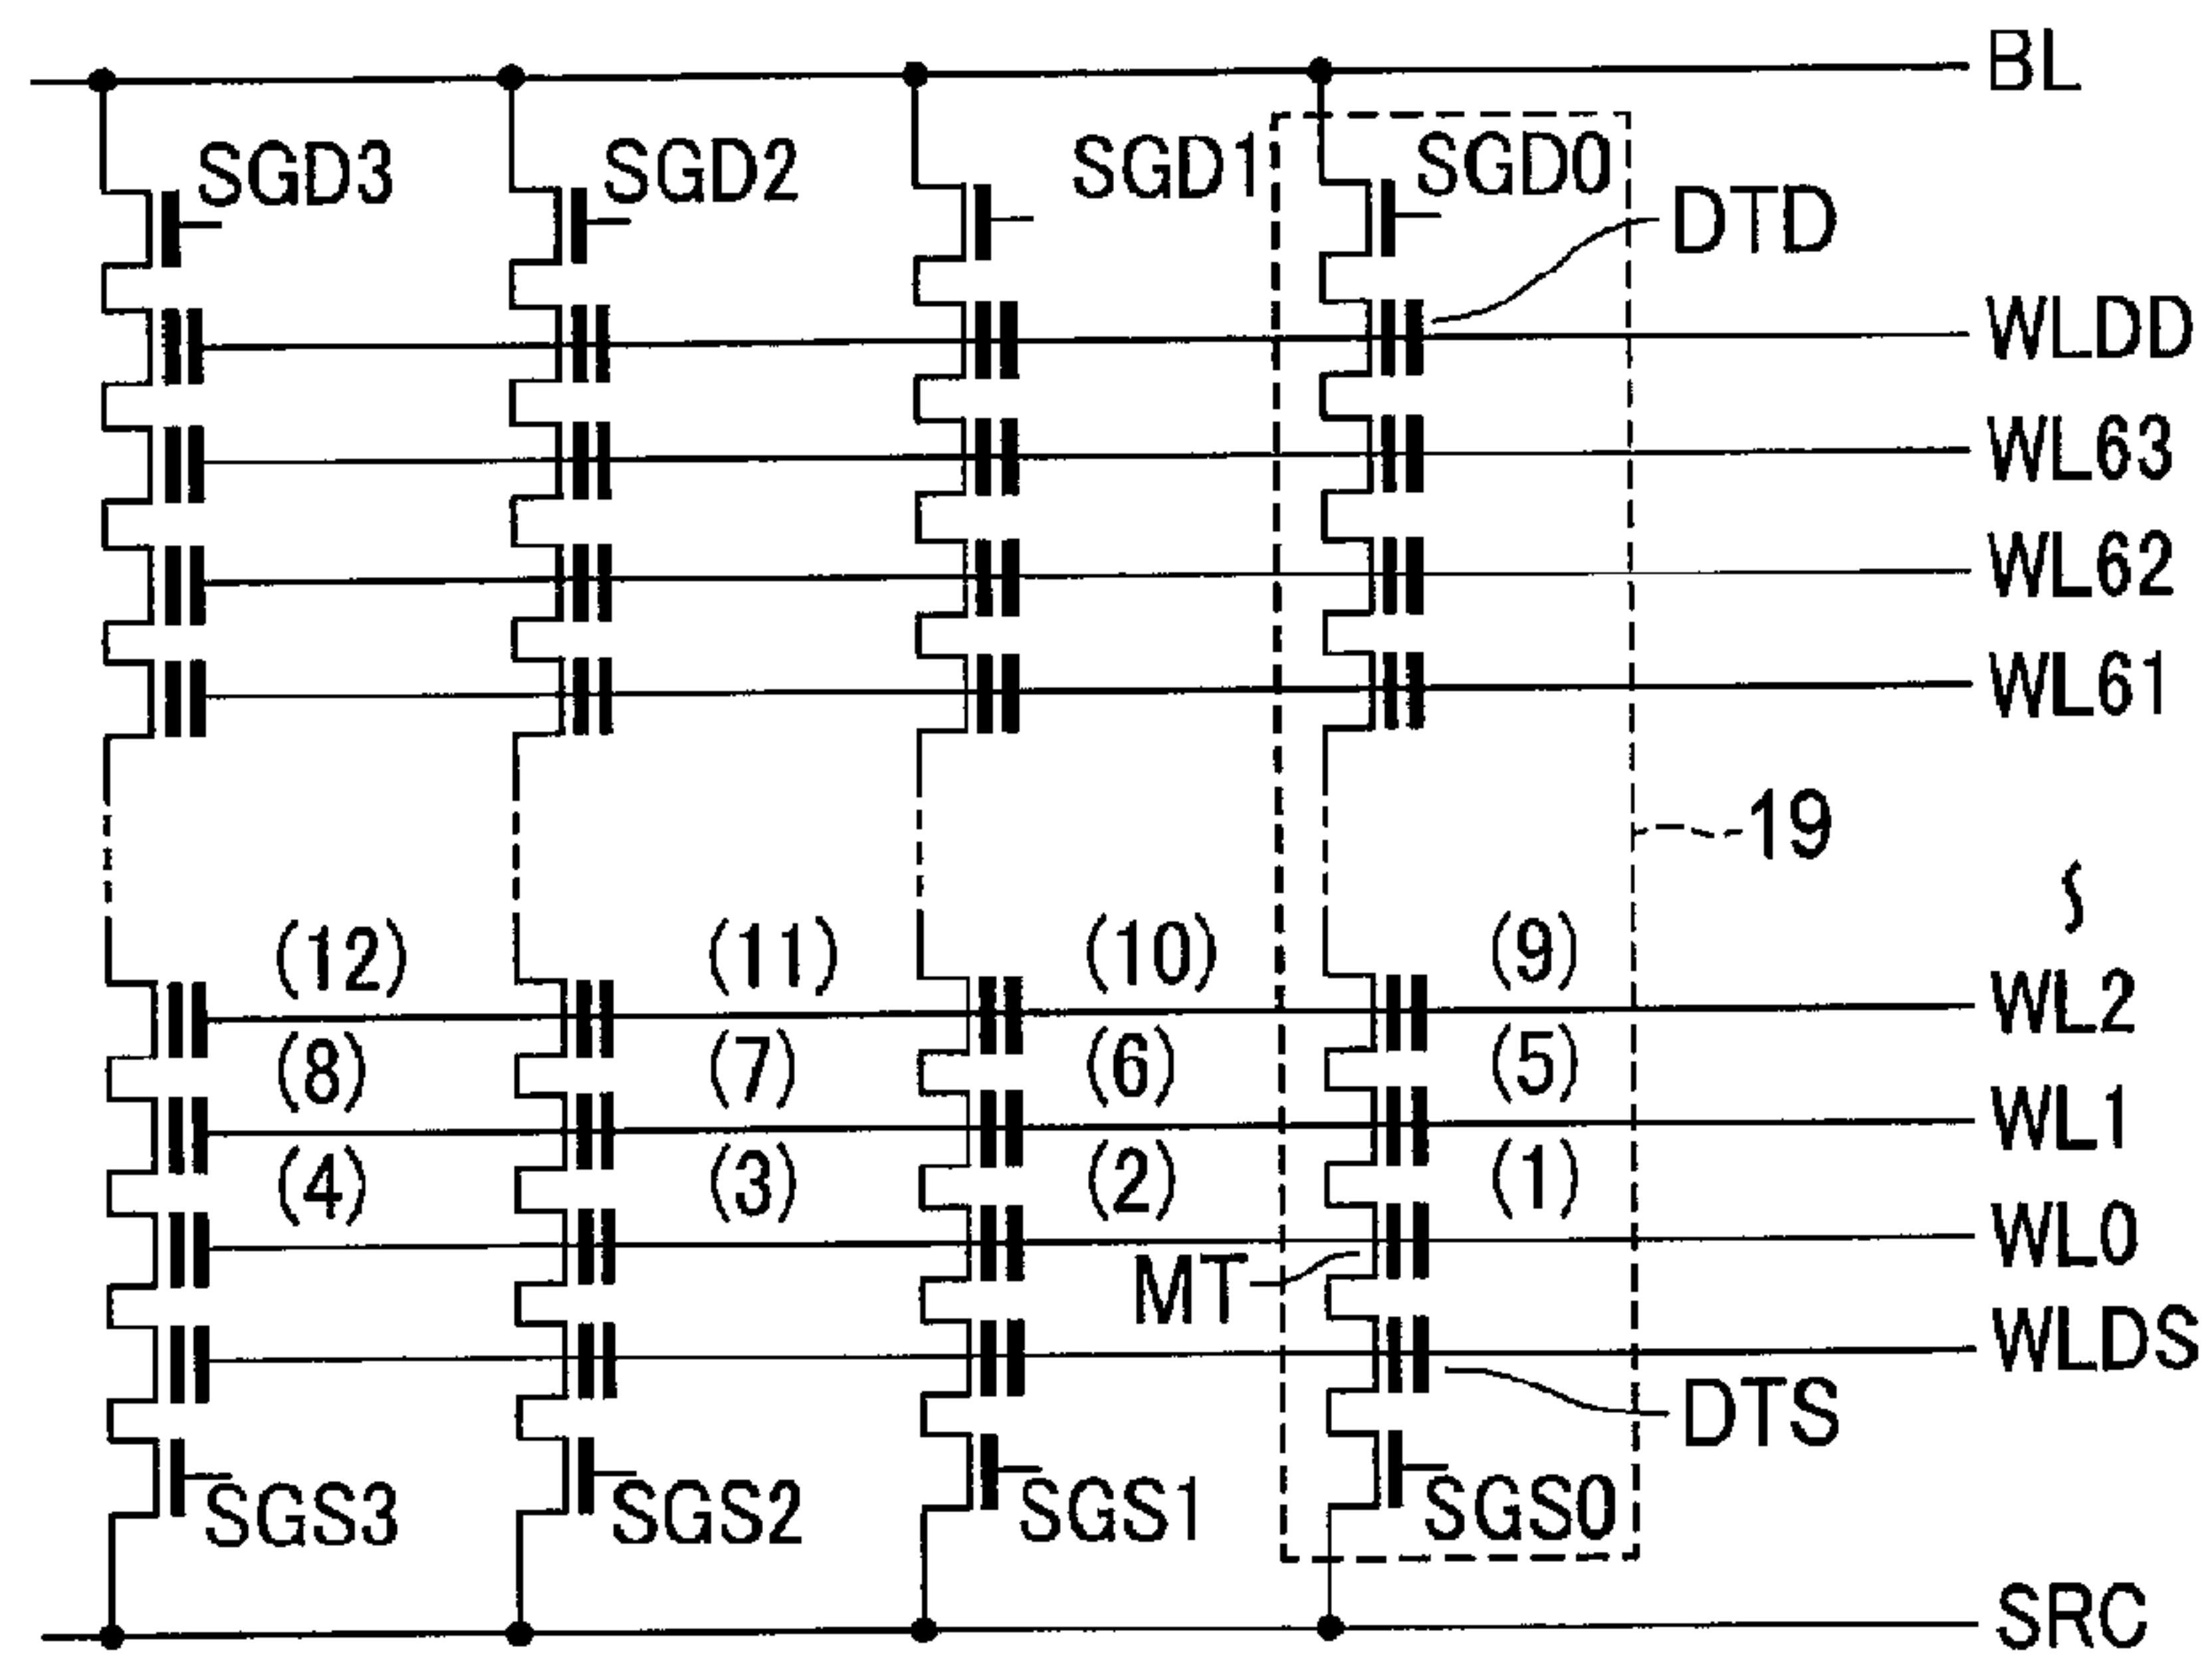 BL
SGD3 SGD2 SGD1 SGD0
DTD
WLDD
WL63
WL62
WL61
19
(12) (11) (10) (9)
WL2
(8) (7) (6) (5)
WL1
(4) (3) (2) (1)
WL0
MT
WLDS
DTS
SGS3 SGS2 SGS1 SGS0
SRC